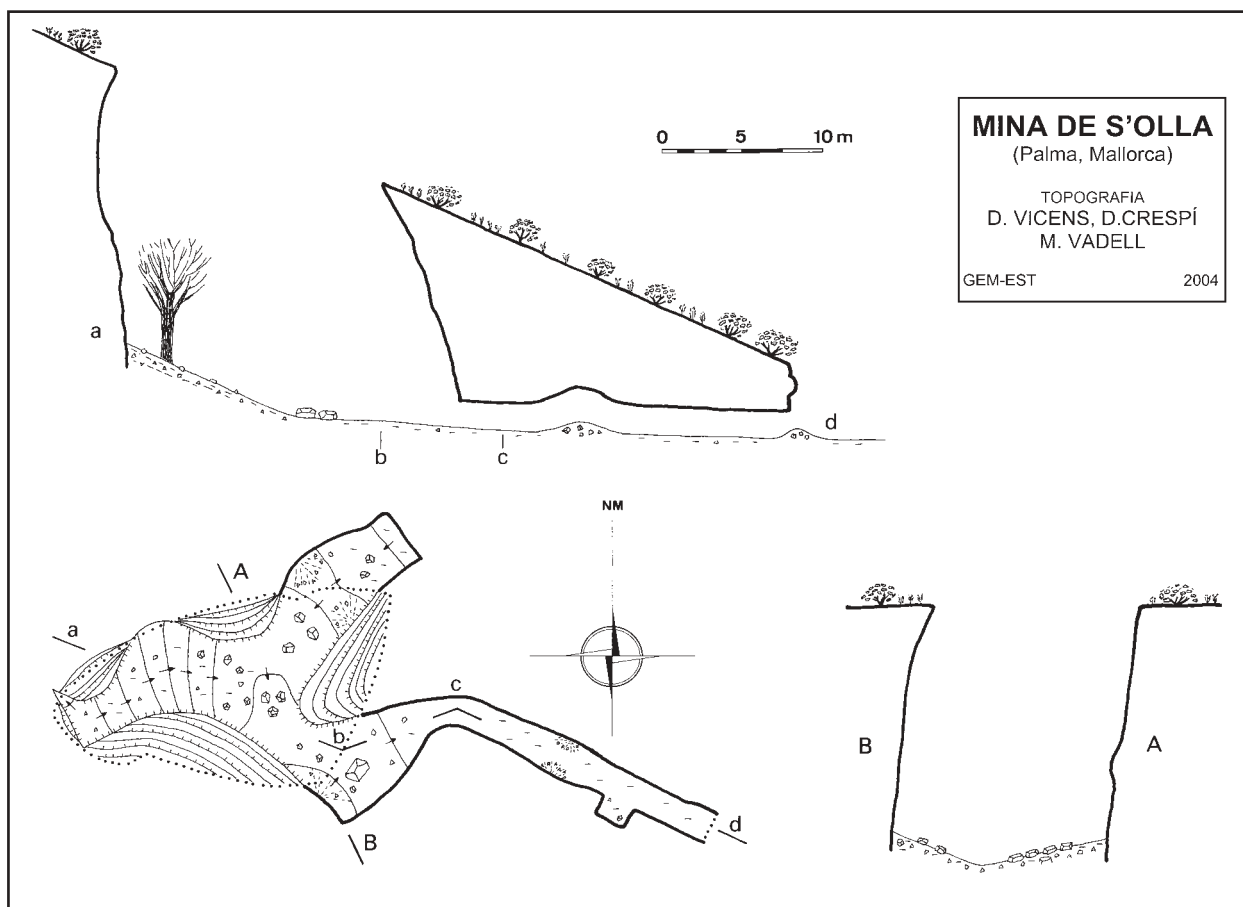 0 5 10 m
MINA DE S'OLLA
(Palma, Mallorca)
TOPOGRAFIA
D. VICENS, D.CRESPÍ
M. VADELL
GEM-EST 2004
a
d
b c
NM
A
a
c
b
B
d
B
A